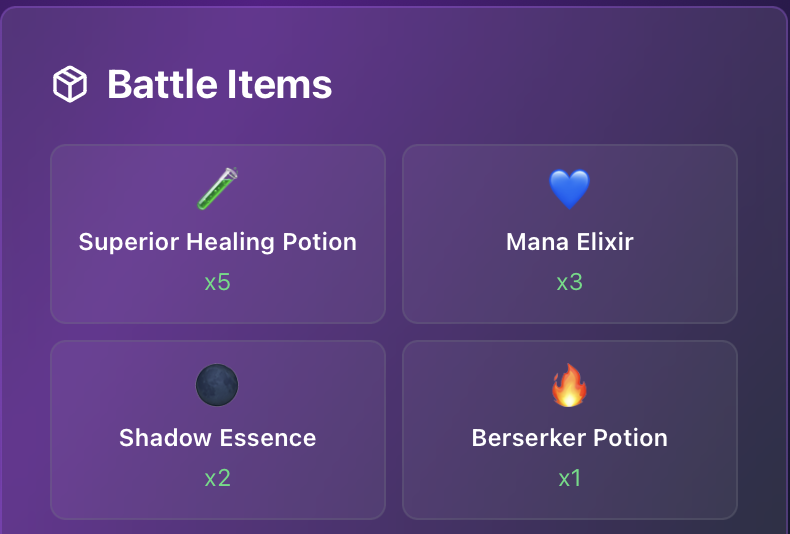 Battle Items
Superior Healing Potion
x5
Mana Elixir
x3
Shadow Essence
x2
Berserker Potion
x1